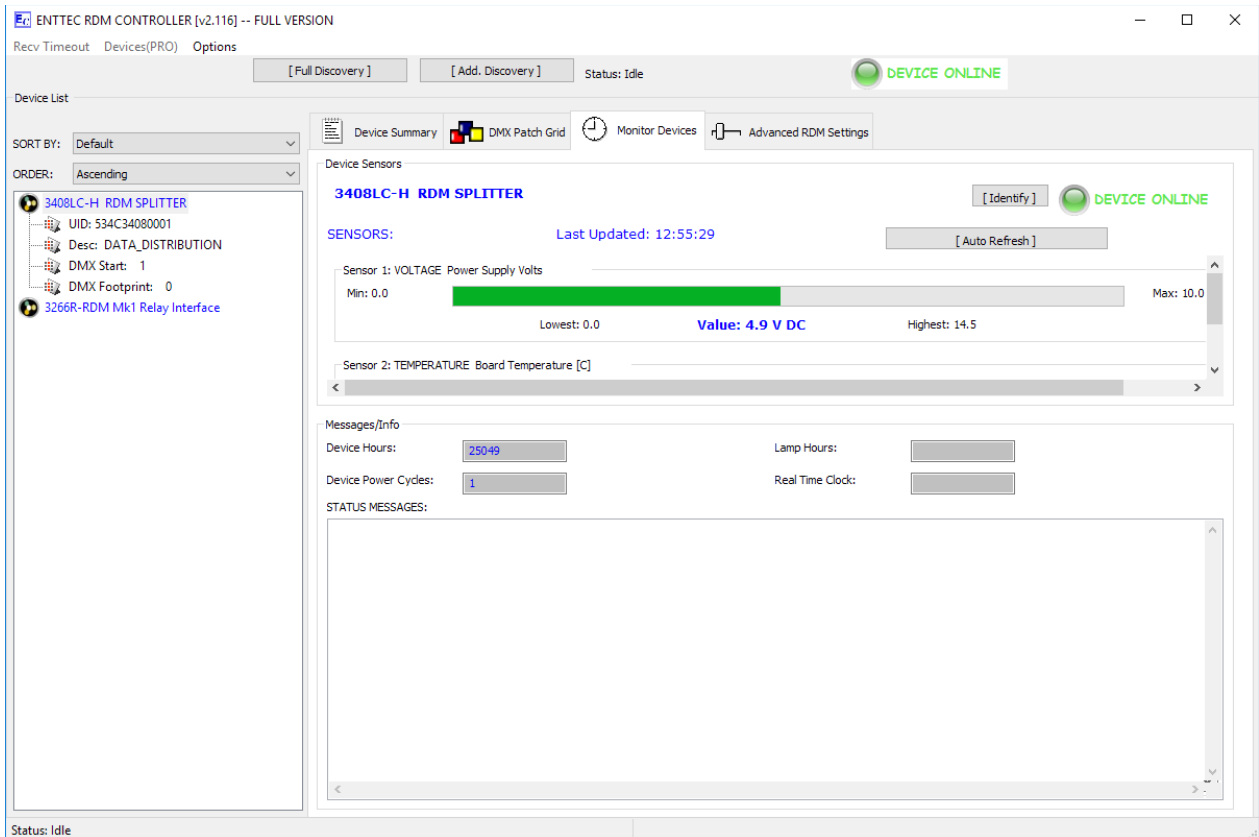 ENTTEC RDM CONTROLLER [v2.116] -- FULL VERSION
Recv Timeout Devices(PRO) Options
[ Full Discovery ] [ Add. Discovery ] Status: Idle DEVICE ONLINE
Device List
SORT BY: Default
ORDER: Ascending
3408LC-H RDM SPLITTER
UID: 534C34080001
Desc: DATA_DISTRIBUTION
DMX Start: 1
DMX Footprint: 0
3266R-RDM Mk1 Relay Interface
Device Summary DMX Patch Grid Monitor Devices Advanced RDM Settings
Device Sensors
3408LC-H RDM SPLITTER [ Identify ] DEVICE ONLINE
SENSORS: Last Updated: 12:55:29 [ Auto Refresh ]
Sensor 1: VOLTAGE Power Supply Volts
Min: 0.0 Max: 10.0
Lowest: 0.0 Value: 4.9 V DC Highest: 14.5
Sensor 2: TEMPERATURE Board Temperature [C]
Messages/Info
Device Hours: 25049 Lamp Hours:
Device Power Cycles: 1 Real Time Clock:
STATUS MESSAGES:
Status: Idle